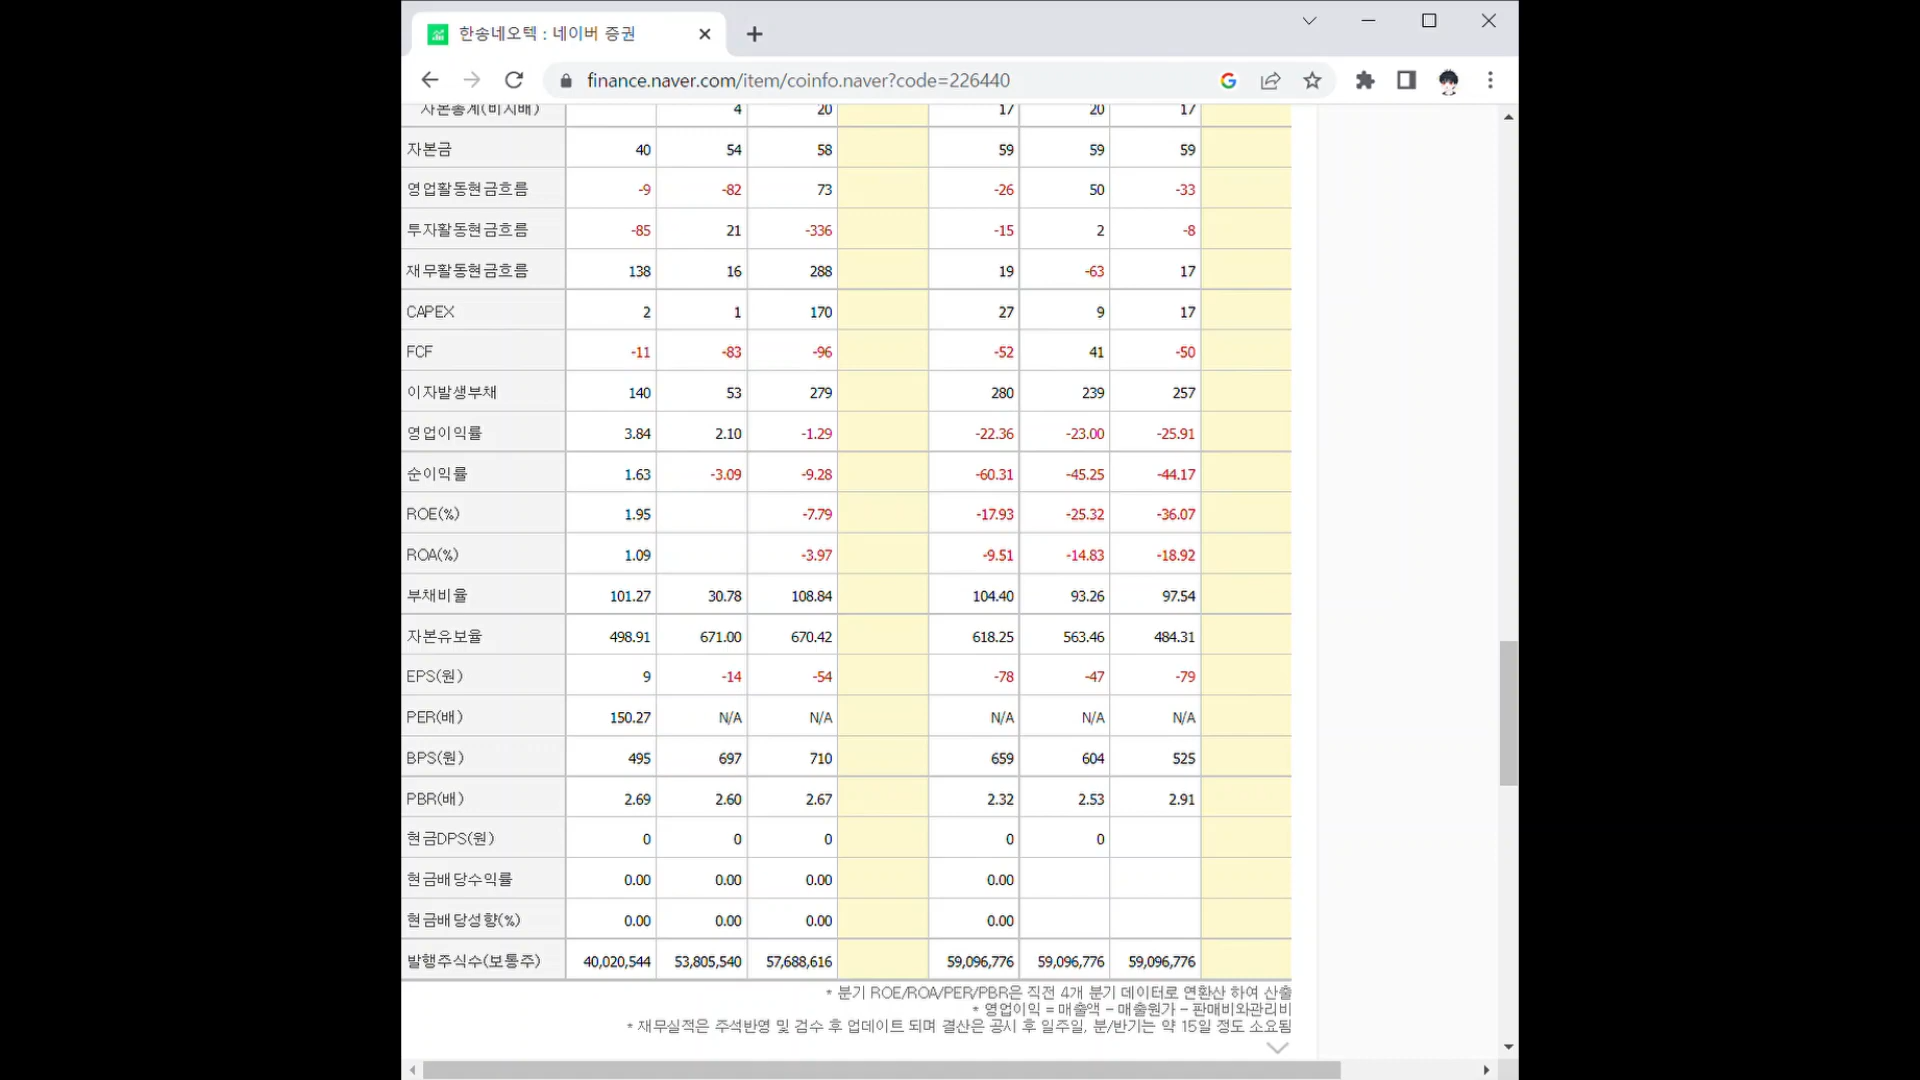 한송네오텍 : 네이버 증권
finance.naver.com/item/coinfo.naver?code=226440
자본총계(비지배) 4 20 17 20 17
자본금 40 54 58 59 59 59
영업활동현금흐름 -9 -82 73 -26 50 -33
투자활동현금흐름 -85 21 -336 -15 2 -8
재무활동현금흐름 138 16 288 19 -63 17
CAPEX 2 1 170 27 9 17
FCF -11 -83 -96 -52 41 -50
이자발생부채 140 53 279 280 239 257
영업이익률 3.84 2.10 -1.29 -22.36 -23.00 -25.91
순이익률 1.63 -3.09 -9.28 -60.31 -45.25 -44.17
ROE(%) 1.95 -7.79 -17.93 -25.32 -36.07
ROA(%) 1.09 -3.97 -9.51 -14.83 -18.92
부채비율 101.27 30.78 108.84 104.40 93.26 97.54
자본유보율 498.91 671.00 670.42 618.25 563.46 484.31
EPS(원) 9 -14 -54 -78 -47 -79
PER(배) 150.27 N/A N/A N/A N/A N/A
BPS(원) 495 697 710 659 604 525
PBR(배) 2.69 2.60 2.67 2.32 2.53 2.91
현금DPS(원) 0 0 0 0 0
현금배당수익률 0.00 0.00 0.00 0.00
현금배당성향(%) 0.00 0.00 0.00 0.00
발행주식수(보통주) 40,020,544 53,805,540 57,688,616 59,096,776 59,096,776 59,096,776
* 분기 ROE/ROA/PER/PBR은 직전 4개 분기 데이터로 연환산 하여 산출
* 영업이익 = 매출액 - 매출원가 - 판매비와관리비
* 재무실적은 주석반영 및 검수 후 업데이트 되며 결산은 공시 후 일주일, 분/반기는 약 15일 정도 소요됨